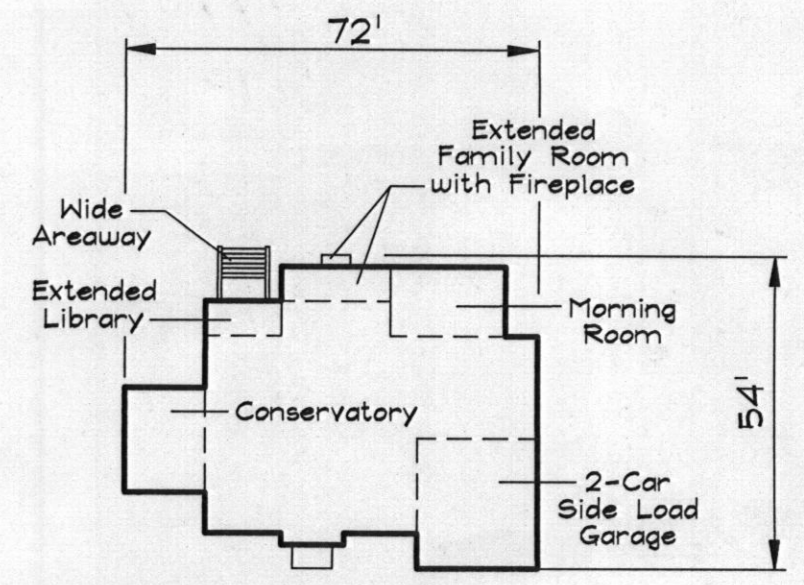 72'
Extended
Family Room
with Fireplace
Wide
Areaway
Extended
Library
Morning
Room
Conservatory
54'
2-Car
Side Load
Garage